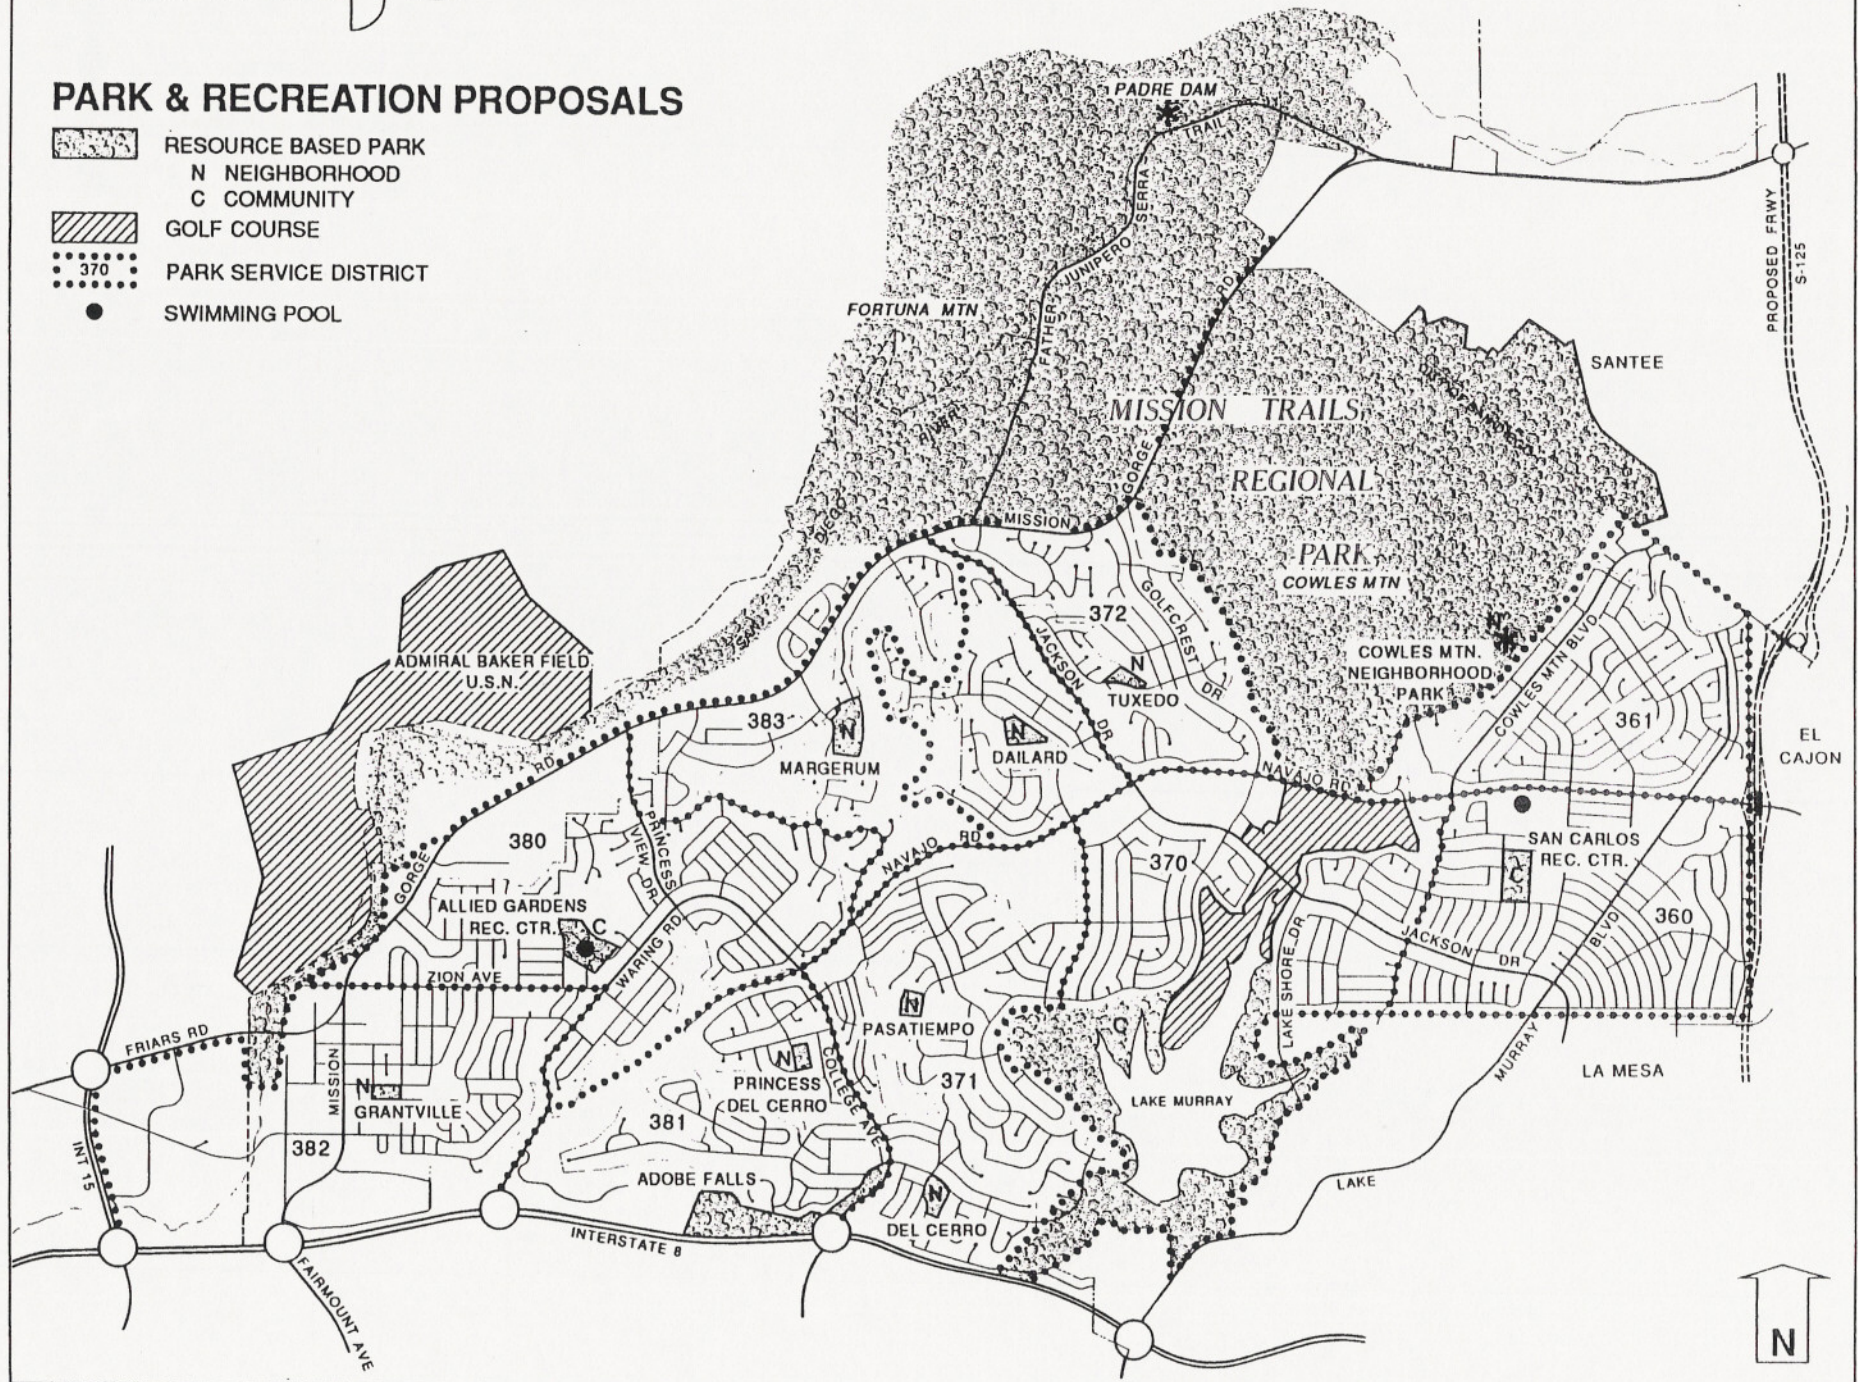 PARK & RECREATION PROPOSALS
RESOURCE BASED PARK
N NEIGHBORHOOD
C COMMUNITY
GOLF COURSE
370 PARK SERVICE DISTRICT
SWIMMING POOL
PADRE DAM
FATHER JUNIPERO SERRA TRAIL
PROPOSED FRWY
S-125
FORTUNA MTN
SANTEE
MISSION TRAILS
REGIONAL
PARK
COWLES MTN
SAN DIEGO RIVER
MISSION GORGE RD
N
COWLES MTN.
NEIGHBORHOOD
PARK
COWLES MTN BLVD
361
EL
CAJON
372
GOLFCREST DR
JACKSON DR
N
TUXEDO
ADMIRAL BAKER FIELD
U.S.N.
383
N
MARGERUM
N
DAILARD
NAVAJO RD
SAN CARLOS
REC. CTR.
C
360
370
380
PRINCESS VIEW DR
NAVAJO RD
MISSION GORGE RD
ALLIED GARDENS
REC. CTR.
C
WARING RD
ZION AVE
LAKE SHORE DR
JACKSON DR
BLVD
N
PASATIEMPO
C
FRIARS RD
N
PRINCESS
DEL CERRO
COLLEGE AVE
371
LAKE MURRAY
MURRAY
LA MESA
N
GRANTVILLE
382
381
INT 15
ADOBE FALLS
N
DEL CERRO
LAKE
INTERSTATE 8
FAIRMOUNT AVE
N